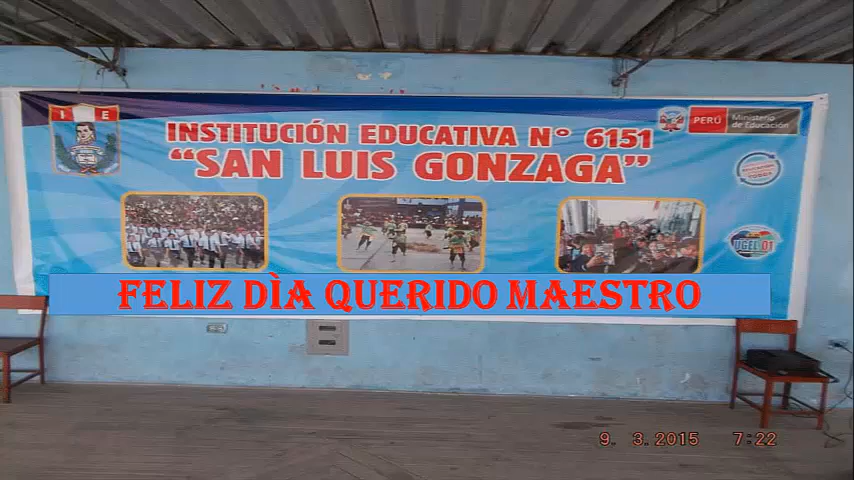 I E
INSTITUCIÓN EDUCATIVA N° 6151
"SAN LUIS GONZAGA"
PERÚ
Ministerio
de Educación
UGEL 01
FELIZ DÌA QUERIDO MAESTRO
9. 3.2015 7:22